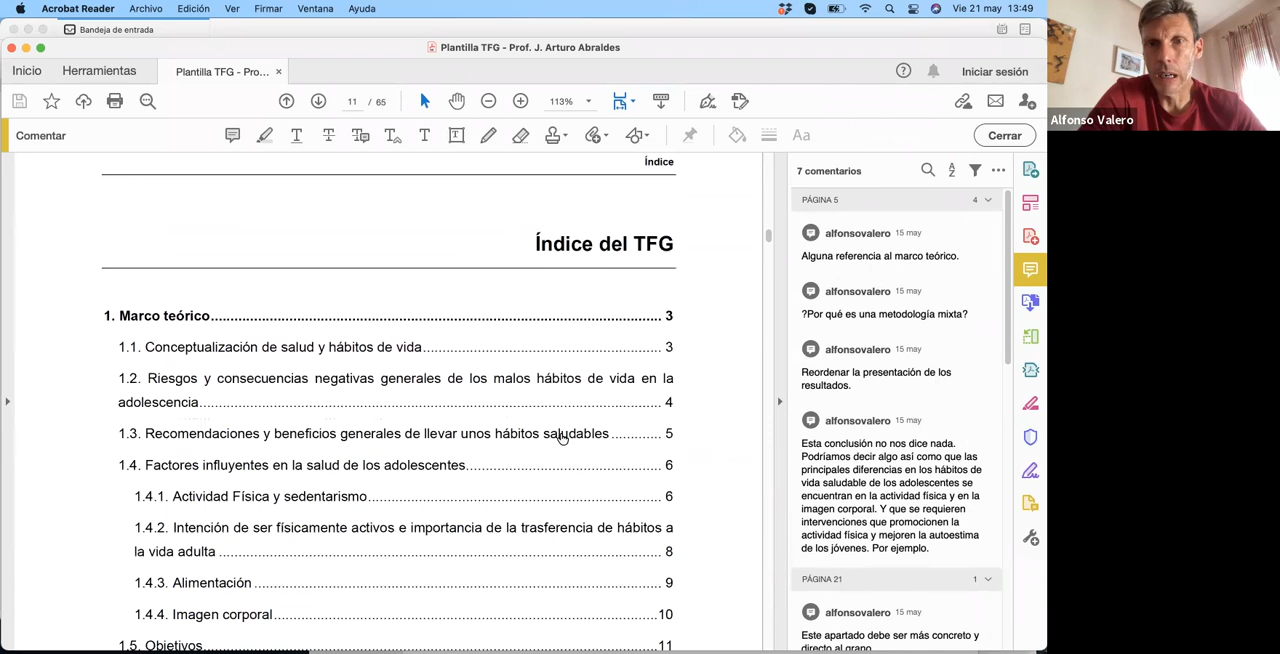 Acrobat Reader Archivo Edición Ver Firmar Ventana Ayuda Vie 21 may 13:49
Bandeja de entrada
Plantilla TFG - Prof. J. Arturo Abraldes
Inicio Herramientas Plantilla TFG - Pro... × Iniciar sesión
11 / 65 113%
Comentar Aa Cerrar
Índice
Índice del TFG
1. Marco teórico 3
1.1. Conceptualización de salud y hábitos de vida 3
1.2. Riesgos y consecuencias negativas generales de los malos hábitos de vida en la
adolescencia 4
1.3. Recomendaciones y beneficios generales de llevar unos hábitos saludables 5
1.4. Factores influyentes en la salud de los adolescentes 6
1.4.1. Actividad Física y sedentarismo 6
1.4.2. Intención de ser físicamente activos e importancia de la trasferencia de hábitos a
la vida adulta 8
1.4.3. Alimentación 9
1.4.4. Imagen corporal 10
1.5. Objetivos 11
7 comentarios
PÁGINA 5 4
alfonsovalero 15 may
Alguna referencia al marco teórico.
alfonsovalero 15 may
?Por qué es una metodología mixta?
alfonsovalero 15 may
Reordenar la presentación de los
resultados.
alfonsovalero 15 may
Esta conclusión no nos dice nada.
Podríamos decir algo así como que las
principales diferencias en los hábitos de
vida saludable de los adolescentes se
encuentran en la actividad física y en la
imagen corporal. Y que se requieren
intervenciones que promocionen la
actividad física y mejoren la autoestima
de los jóvenes. Por ejemplo.
PÁGINA 21 1
alfonsovalero 15 may
Este apartado debe ser más concreto y
directo al grano
Alfonso Valero